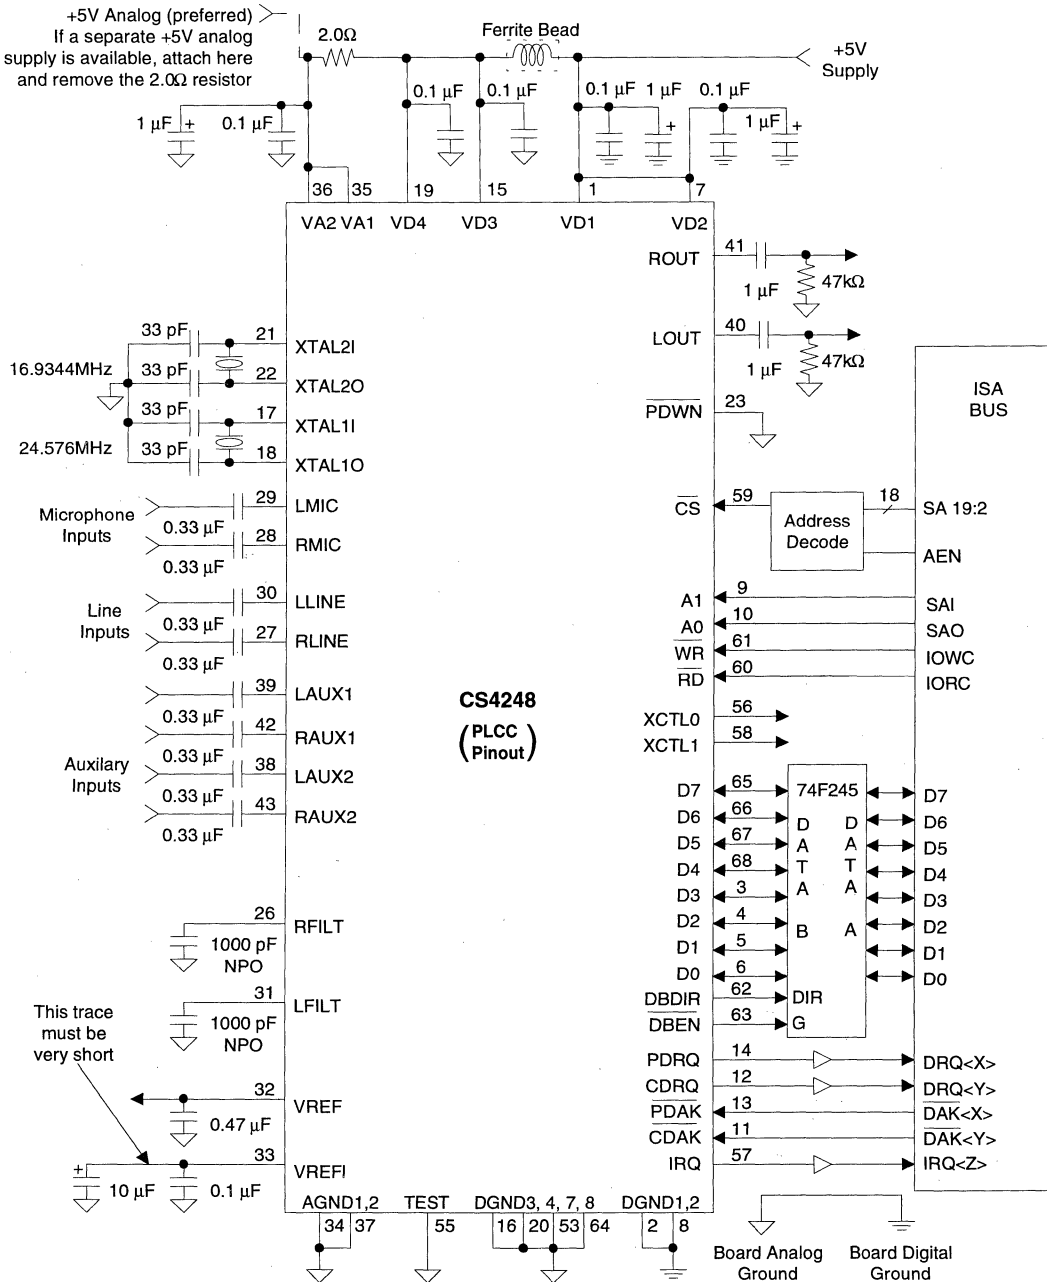 +5V Analog (preferred)
If a separate +5V analog
supply is available, attach here
and remove the 2.0Ω resistor
2.0Ω
Ferrite Bead
+5V
Supply
1 µF +
0.1 µF
0.1 µF
0.1 µF
0.1 µF
1 µF
+
0.1 µF
1 µF +
36
35
19
15
1
7
VA2
VA1
VD4
VD3
VD1
VD2
ROUT
41
1 µF
47kΩ
LOUT
40
1 µF
47kΩ
PDWN
23
16.9344MHz
24.576MHz
33 pF
33 pF
33 pF
33 pF
21
22
17
18
XTAL2I
XTAL2O
XTAL1I
XTAL1O
Microphone
Inputs
0.33 µF
0.33 µF
29
28
LMIC
RMIC
Line
Inputs
0.33 µF
0.33 µF
30
27
LLINE
RLINE
Auxilary
Inputs
0.33 µF
0.33 µF
0.33 µF
0.33 µF
39
42
38
43
LAUX1
RAUX1
LAUX2
RAUX2
CS4248
(PLCC
Pinout)
26
RFILT
1000 pF
NPO
31
LFILT
1000 pF
NPO
This trace
must be
very short
32
VREF
0.47 µF
33
VREFI
+
10 µF
0.1 µF
ISA
BUS
CS
59
Address
Decode
18
SA 19:2
AEN
A1
9
SAI
A0
10
SAO
WR
61
IOWC
RD
60
IORC
XCTL0
56
XCTL1
58
74F245
D D
A A
T T
A A
B A
DIR
G
D7 65 D7
D6 66 D6
D5 67 D5
D4 68 D4
D3 3 D3
D2 4 D2
D1 5 D1
D0 6 D0
DBDIR 62
DBEN 63
PDRQ 14 DRQ<X>
CDRQ 12 DRQ<Y>
PDAK 13 DAK<X>
CDAK 11 DAK<Y>
IRQ 57 IRQ<Z>
AGND1,2
TEST
DGND3, 4, 7, 8
DGND1,2
34
37
55
16
20
53
64
2
8
Board Analog
Ground
Board Digital
Ground